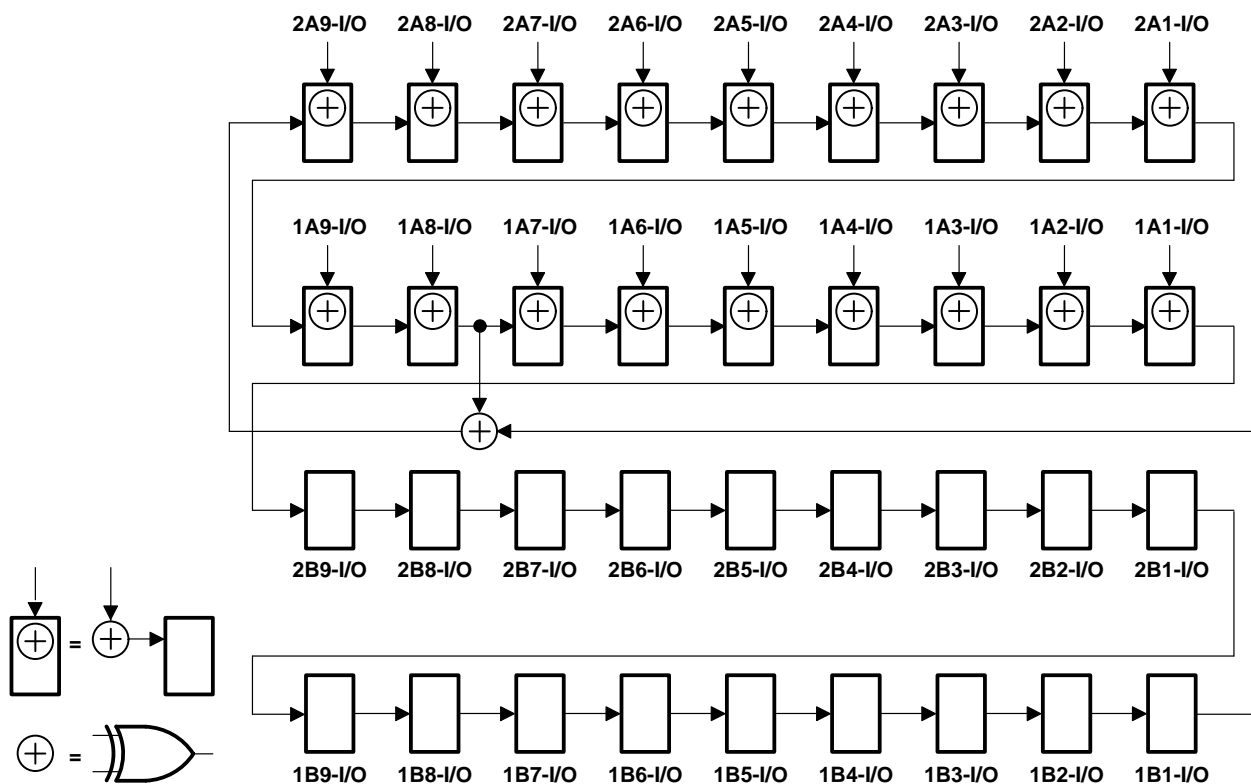 2A9-I/O 2A8-I/O 2A7-I/O 2A6-I/O 2A5-I/O 2A4-I/O 2A3-I/O 2A2-I/O 2A1-I/O
1A9-I/O 1A8-I/O 1A7-I/O 1A6-I/O 1A5-I/O 1A4-I/O 1A3-I/O 1A2-I/O 1A1-I/O
2B9-I/O 2B8-I/O 2B7-I/O 2B6-I/O 2B5-I/O 2B4-I/O 2B3-I/O 2B2-I/O 2B1-I/O
=
=
1B9-I/O 1B8-I/O 1B7-I/O 1B6-I/O 1B5-I/O 1B4-I/O 1B3-I/O 1B2-I/O 1B1-I/O